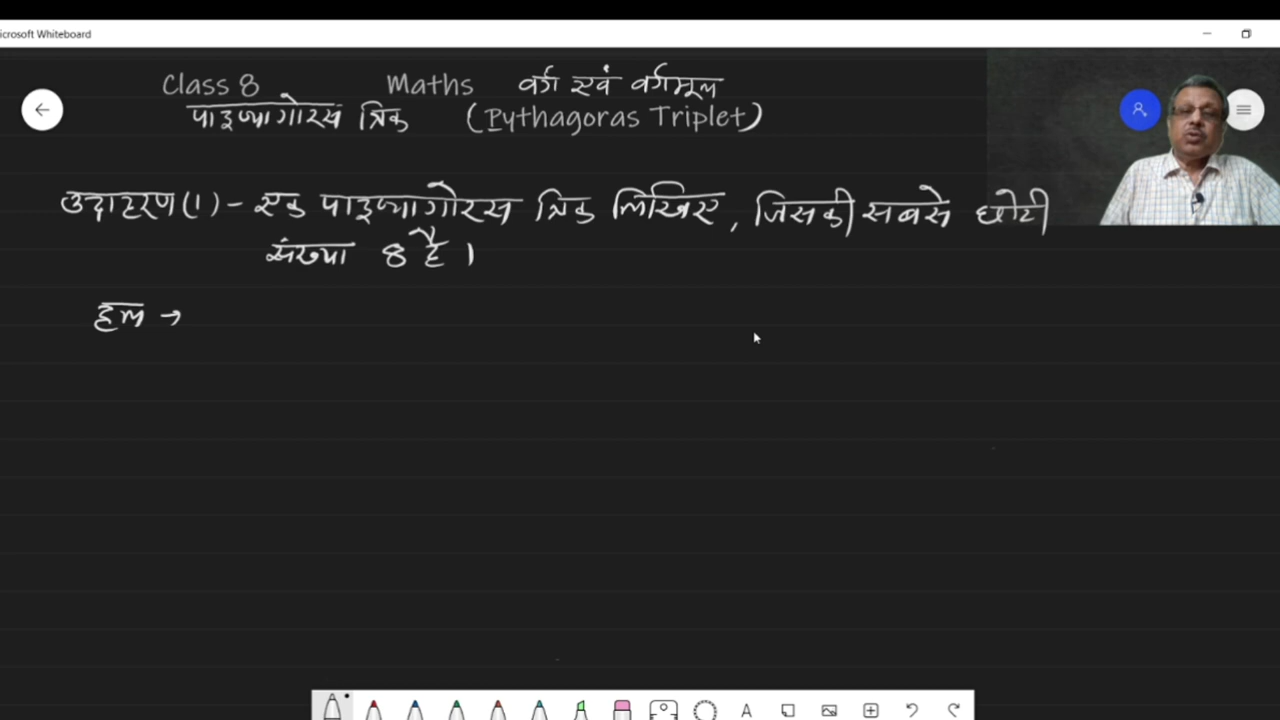 icrosoft Whiteboard
Class 8 Maths वर्ग एवं वर्गमूल
पाइथागोरस त्रिक (Pythagoras Triplet)
उदाहरण(1)- एक पाइथागोरस त्रिक लिखिए, जिसकी सबसे छोटी
संख्या 8 है।
हल →